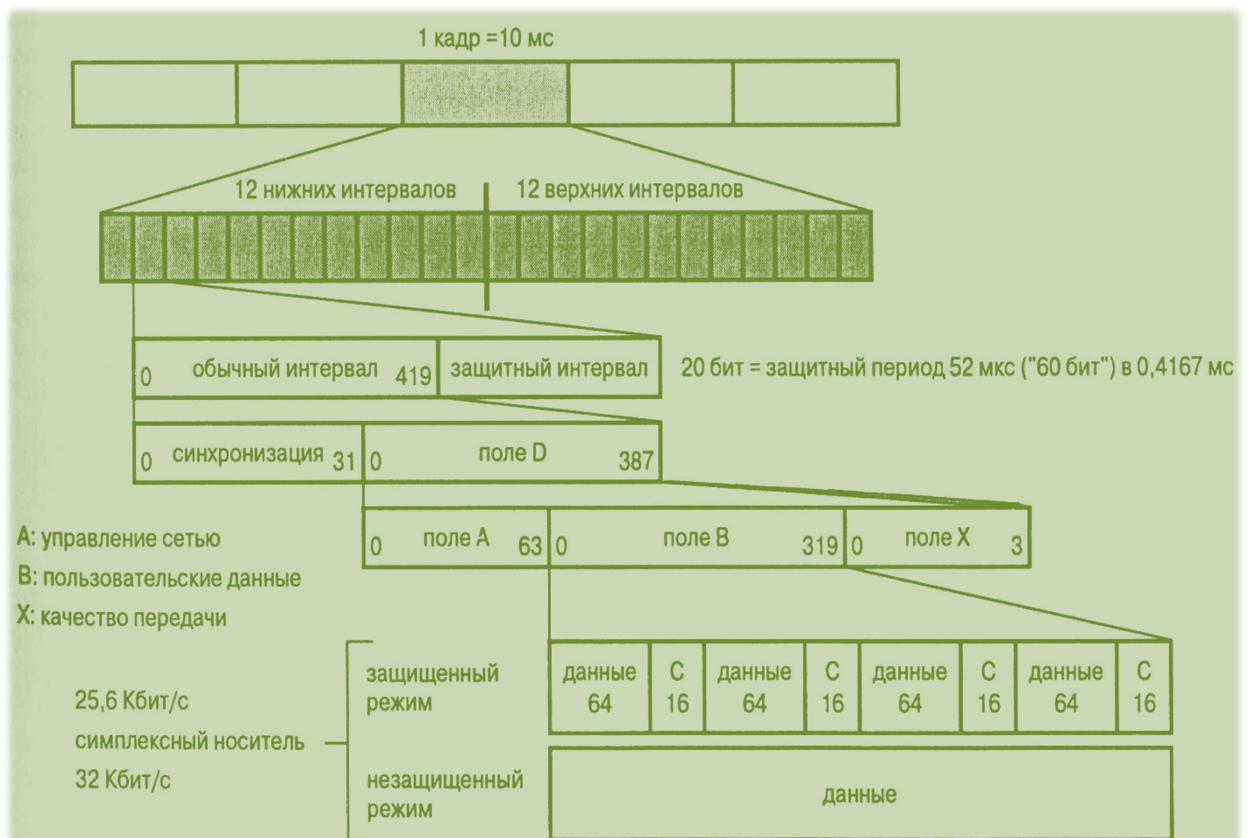 1 кадр =10 мс
12 нижних интервалов 12 верхних интервалов
0 обычный интервал 419 защитный интервал 20 бит = защитный период 52 мкс ("60 бит") в 0,4167 мс
0 синхронизация 31 0 поле D 387
0 поле A 63 0 поле B 319 0 поле X 3
A: управление сетью
B: пользовательские данные
X: качество передачи
25,6 Кбит/с
симплексный носитель
32 Кбит/с
защищенный
режим
данные C данные C данные C данные C
64 16 64 16 64 16 64 16
незащищенный
режим
данные